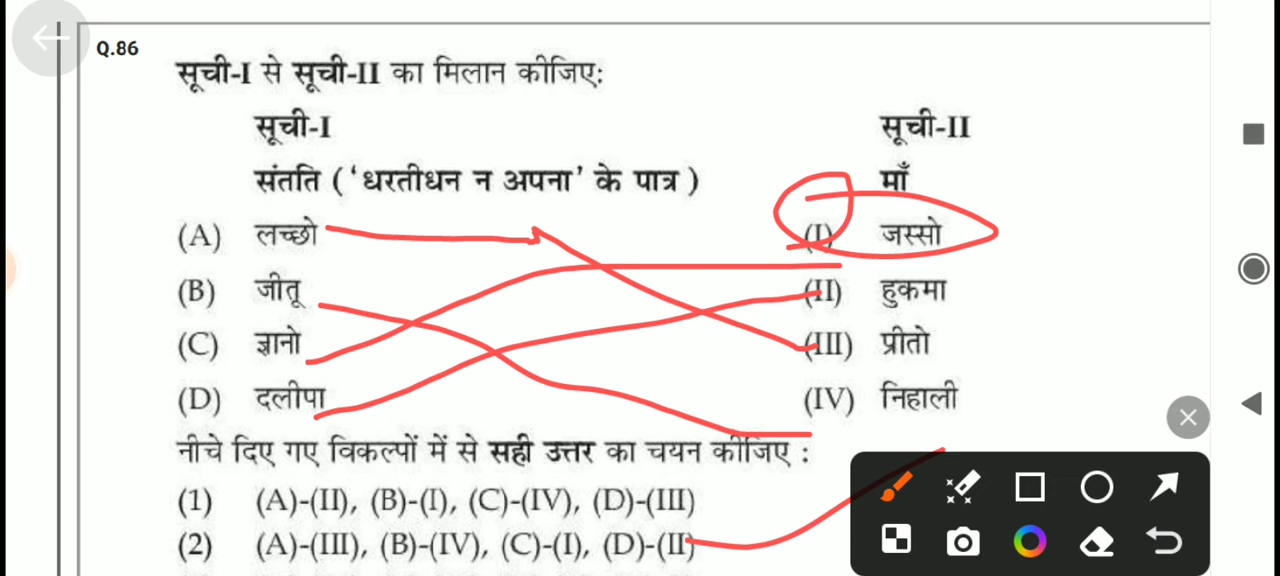 Q.86
सूची-I से सूची-II का मिलान कीजिए:
सूची-I सूची-II
संतति ( ‘धरतीधन न अपना’ के पात्र ) माँ
(A) लच्छो (I) जस्सो
(B) जीतू (II) हुकमा
(C) ज्ञानो (III) प्रीतो
(D) दलीपा (IV) निहाली
नीचे दिए गए विकल्पों में से सही उत्तर का चयन कीजिए :
(1) (A)-(II), (B)-(I), (C)-(IV), (D)-(III)
(2) (A)-(III), (B)-(IV), (C)-(I), (D)-(II)